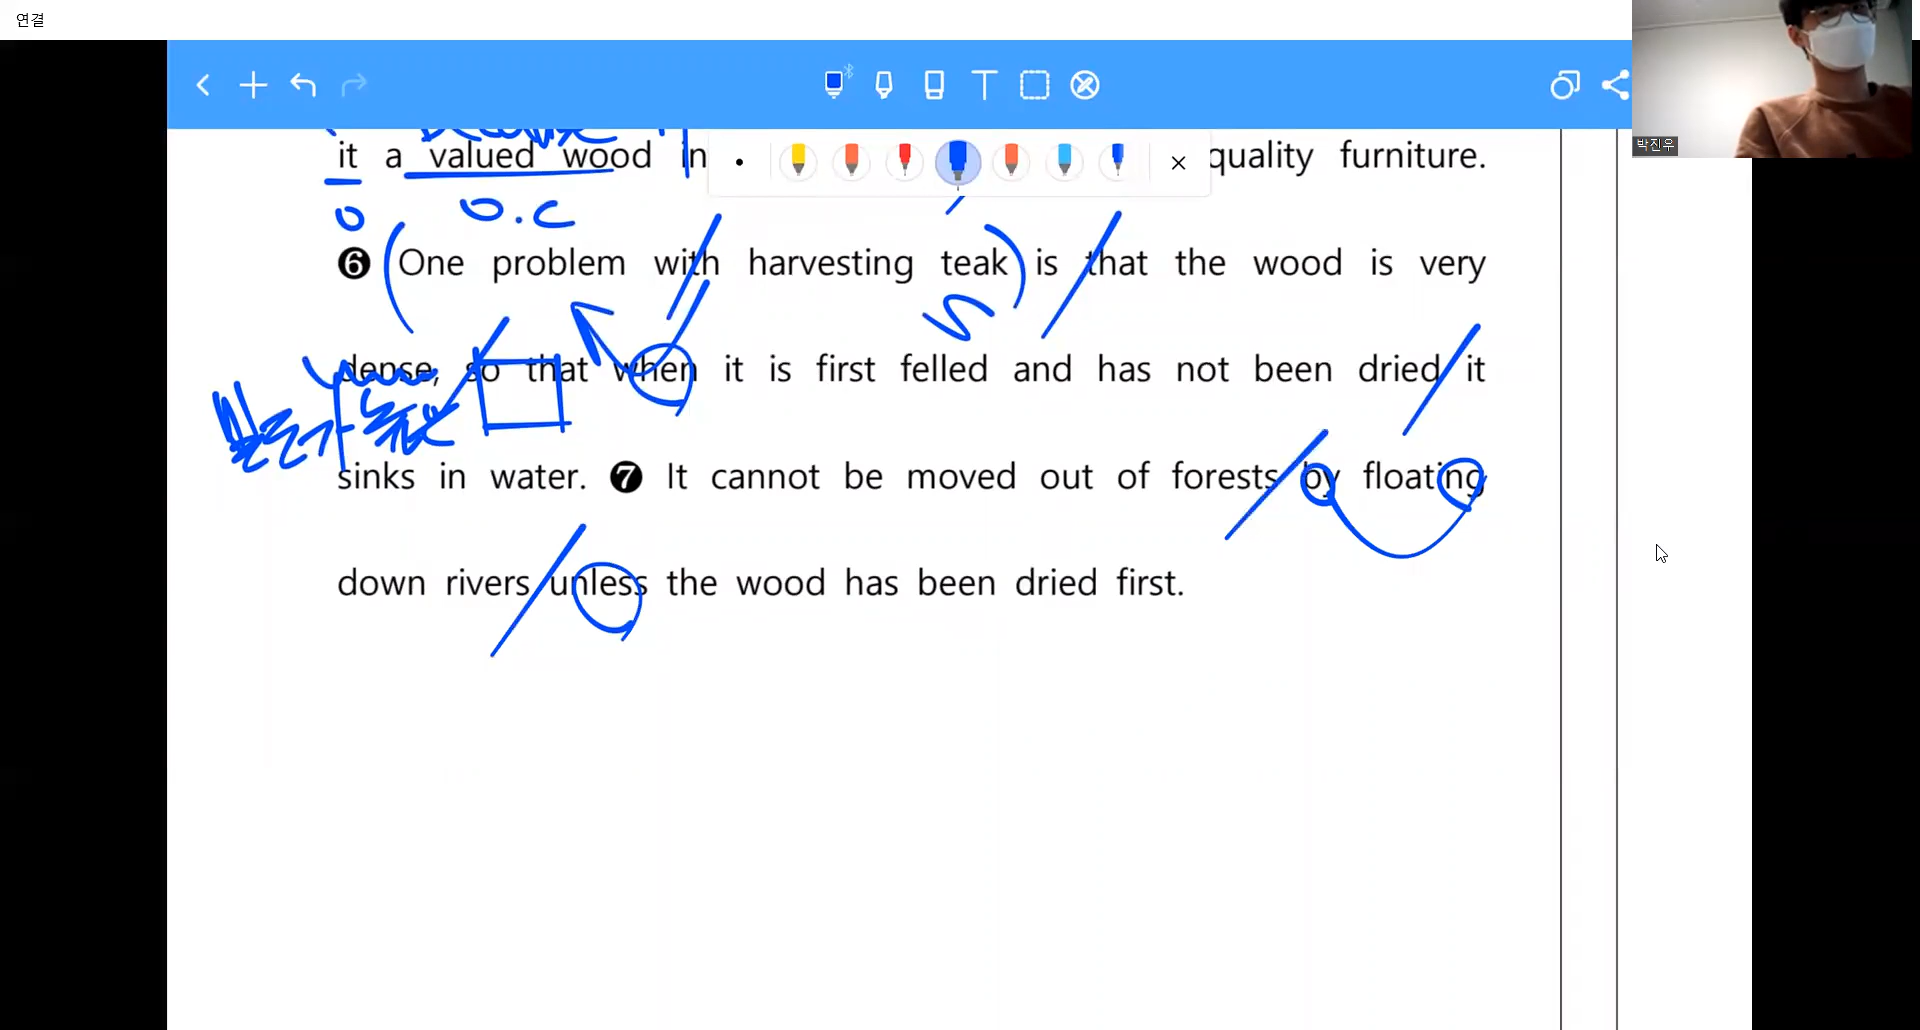 연결
박진우
it a valued wood in quality furniture.
O O.C
❻ One problem with harvesting teak is that the wood is very
S
dense, so that when it is first felled and has not been dried it
sinks in water. ❼ It cannot be moved out of forests by floating
down rivers unless the wood has been dried first.